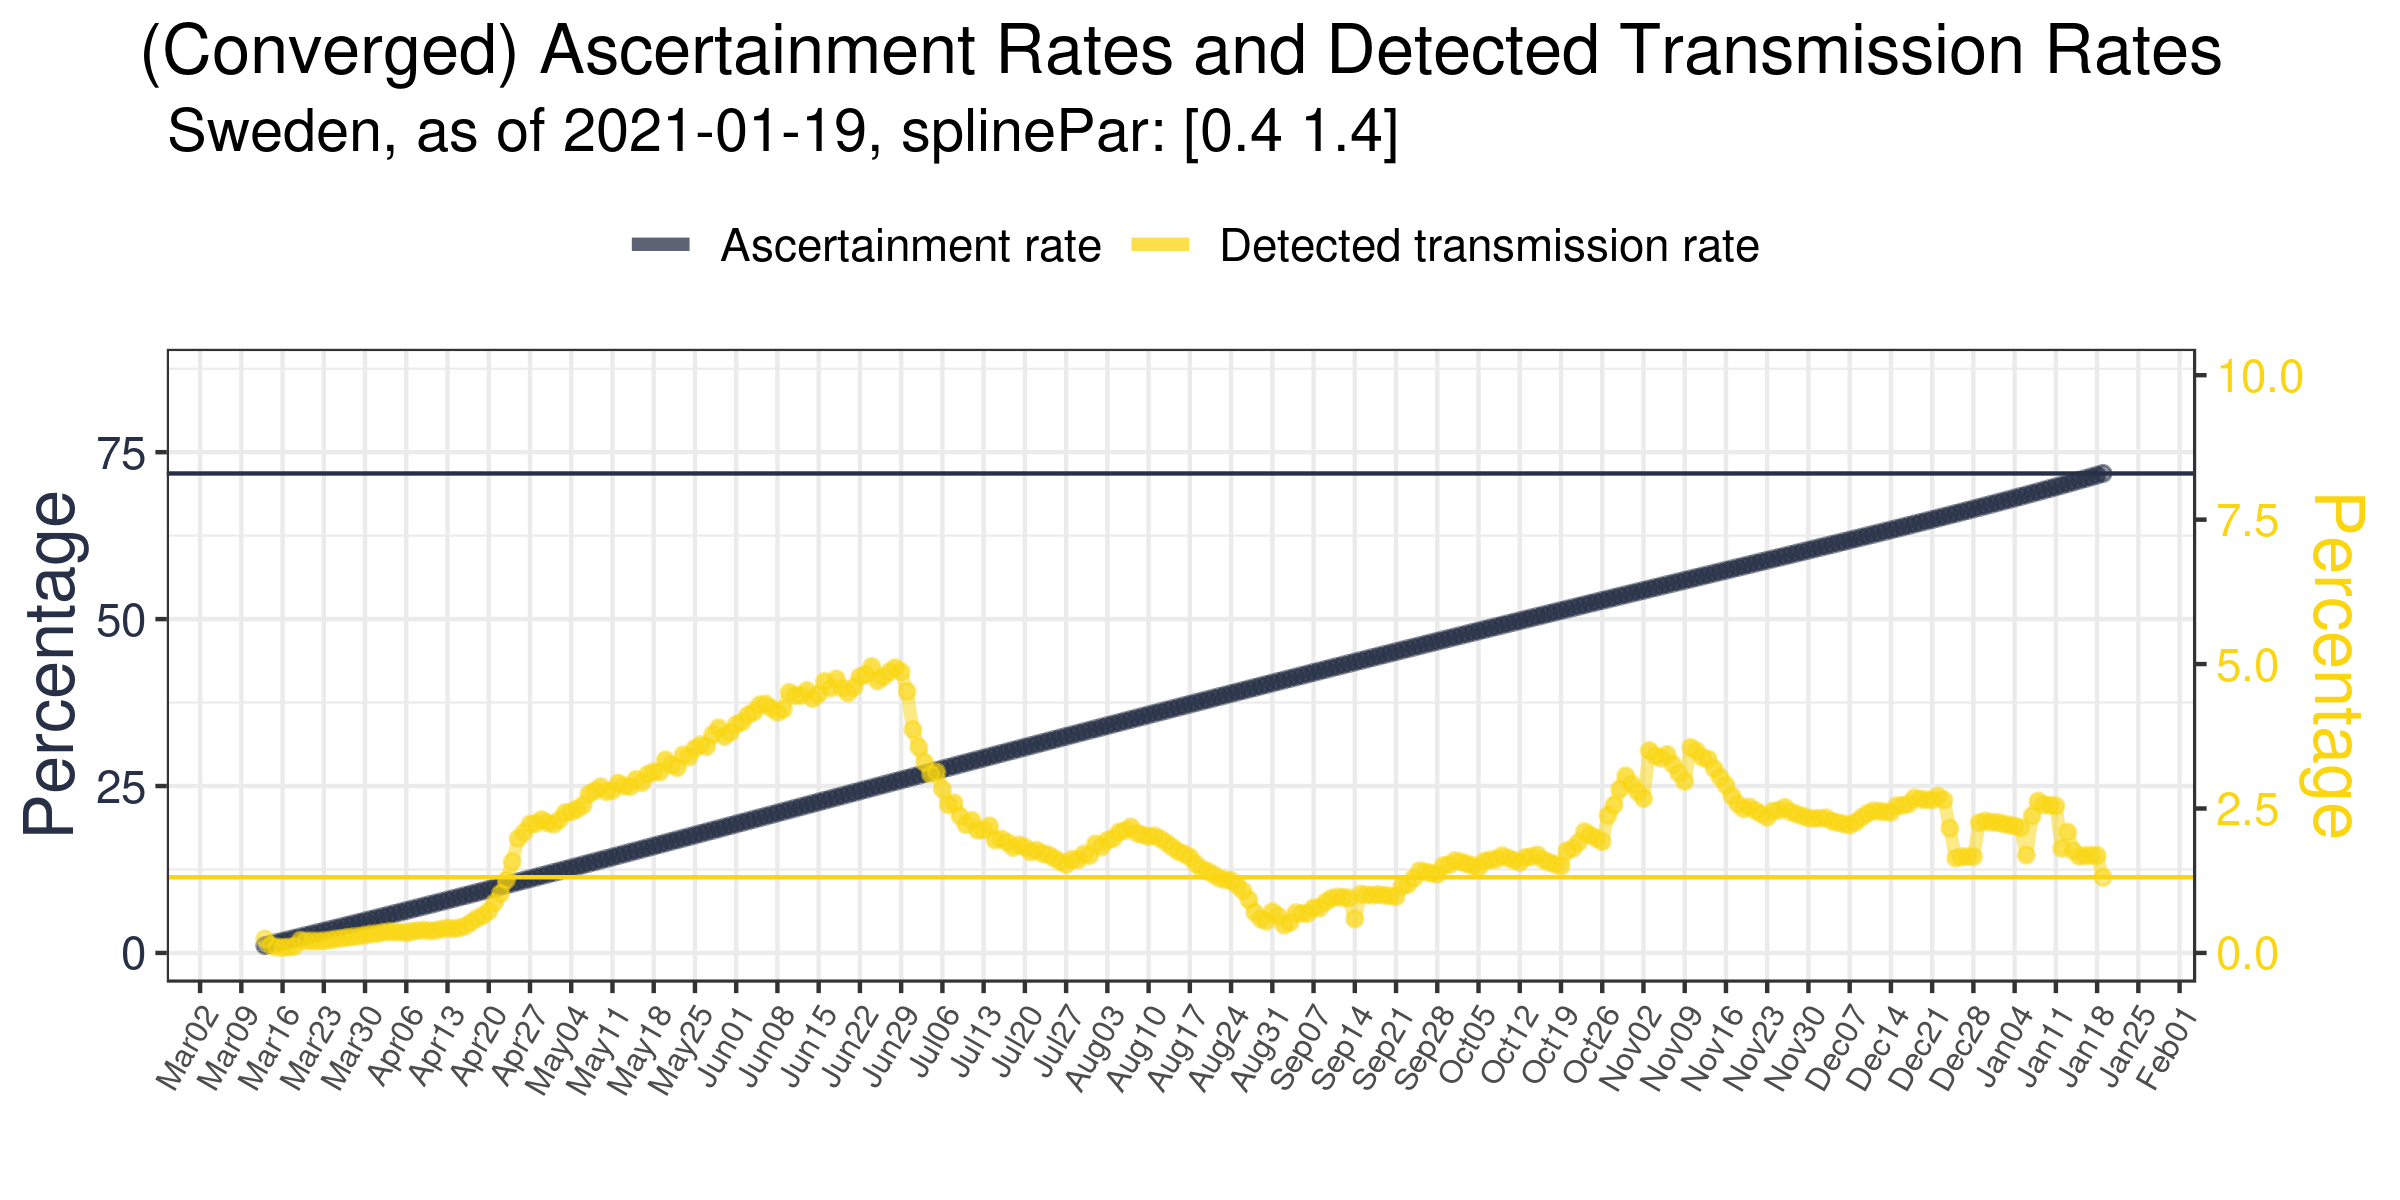 (Converged) Ascertainment Rates and Detected Transmission Rates
Sweden, as of 2021-01-19, splinePar: [0.4 1.4]
Ascertainment rate
Detected transmission rate
Percentage
75
50
25
0
10.0
7.5
5.0
2.5
0.0
Percentage
Mar02
Mar09
Mar16
Mar23
Mar30
Apr06
Apr13
Apr20
Apr27
May04
May11
May18
May25
Jun01
Jun08
Jun15
Jun22
Jun29
Jul06
Jul13
Jul20
Jul27
Aug03
Aug10
Aug17
Aug24
Aug31
Sep07
Sep14
Sep21
Sep28
Oct05
Oct12
Oct19
Oct26
Nov02
Nov09
Nov16
Nov23
Nov30
Dec07
Dec14
Dec21
Dec28
Jan04
Jan11
Jan18
Jan25
Feb01